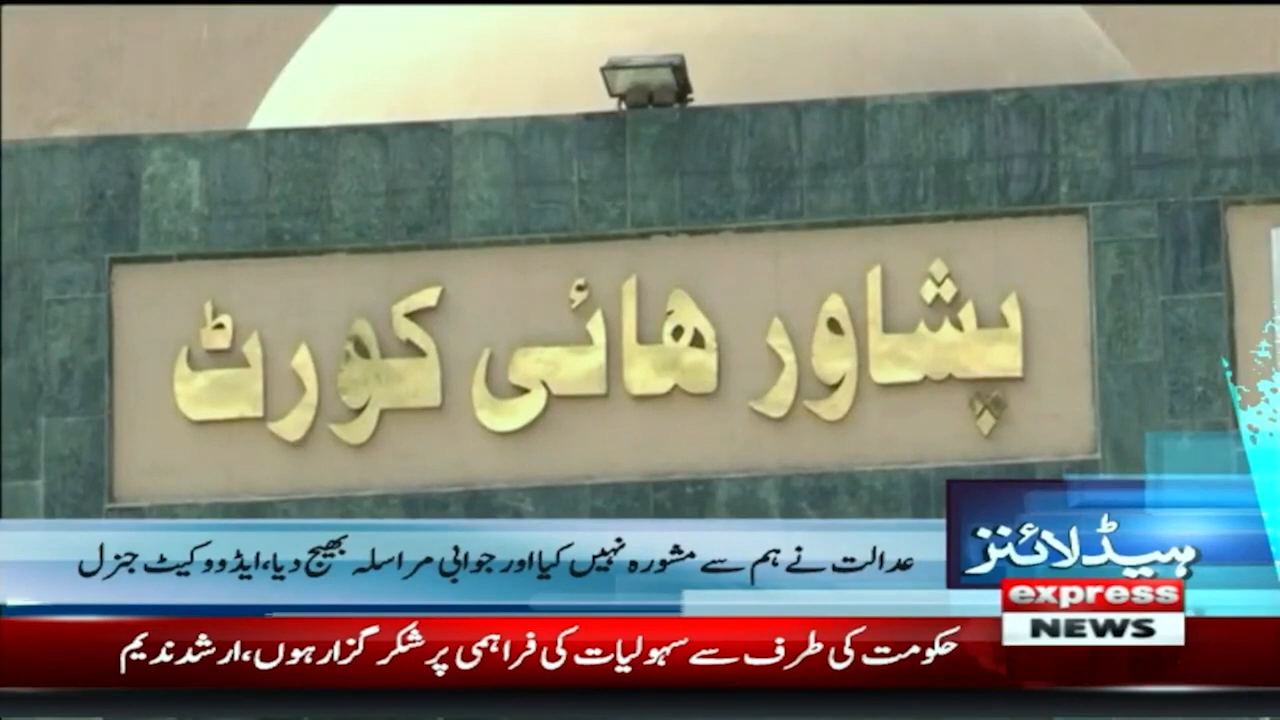 پشاور ھائی کورٹ
ہیڈلائنز
عدالت نے ہم سے مشورہ نہیں کیا اور جوابی مراسلہ بھیج دیا، ایڈووکیٹ جنرل
express
NEWS
حکومت کی طرف سے سہولیات کی فراہمی پر شکر گزار ہوں، ارشد ندیم